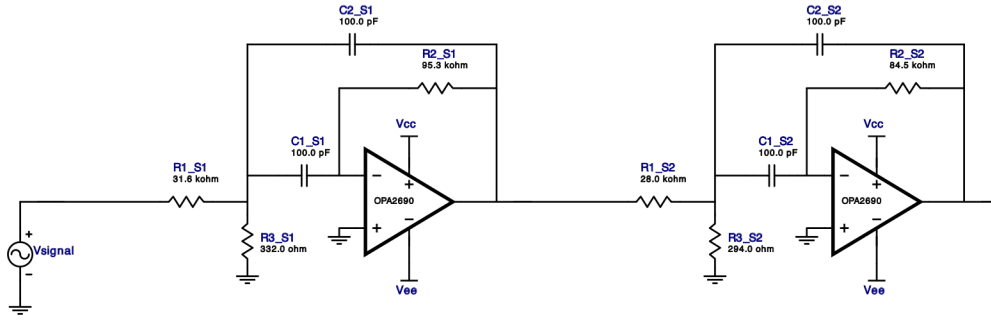 C2_S1
100.0 pF
R2_S1
95.3 kohm
Vcc
C1_S1
100.0 pF
R1_S1
31.6 kohm
−
+
OPA2690
−
+
R3_S1
332.0 ohm
Vee
+
Vsignal
−
C2_S2
100.0 pF
R2_S2
84.5 kohm
Vcc
C1_S2
100.0 pF
R1_S2
28.0 kohm
−
+
OPA2690
−
+
R3_S2
294.0 ohm
Vee